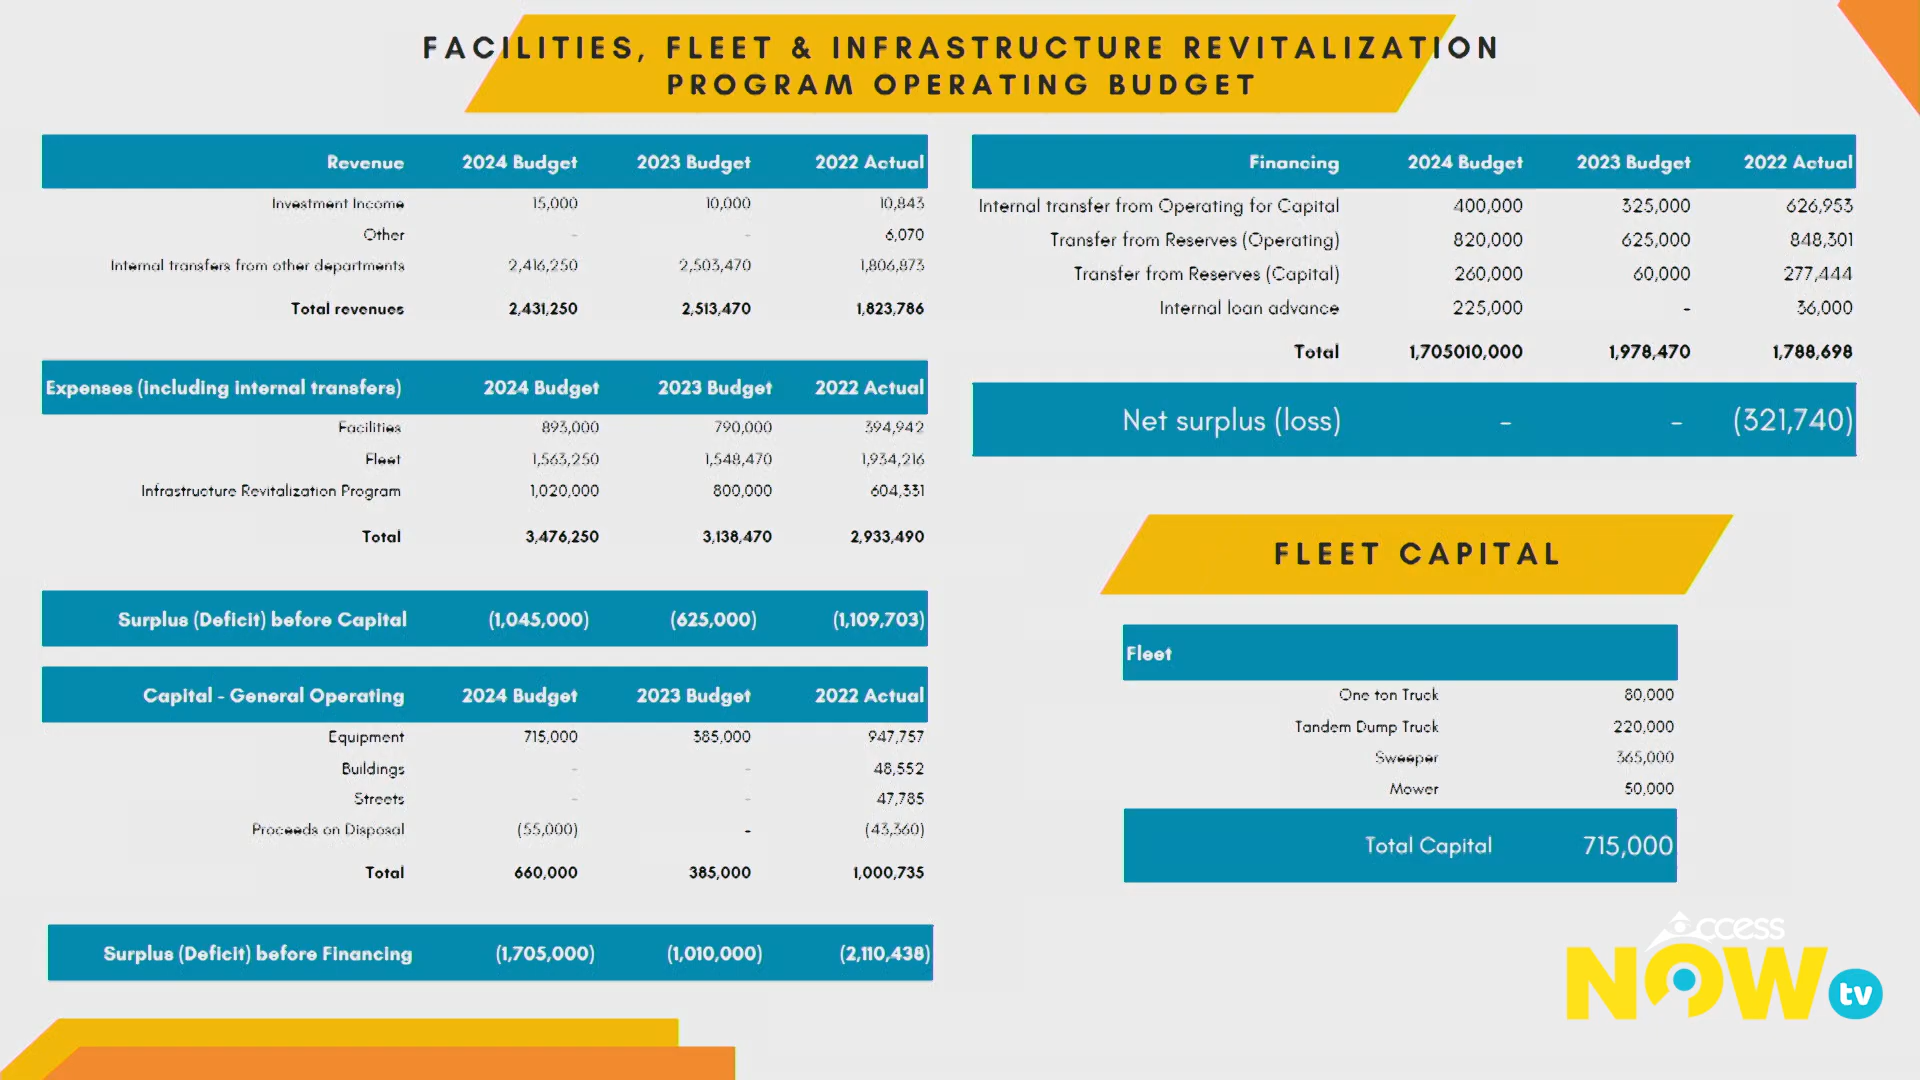 FACILITIES, FLEET & INFRASTRUCTURE REVITALIZATION
PROGRAM OPERATING BUDGET
Revenue 2024 Budget 2023 Budget 2022 Actual
Investment Income 15,000 10,000 10,843
Other - - 6,070
Internal transfers from other departments 2,416,250 2,503,470 1,806,873
Total revenues 2,431,250 2,513,470 1,823,786
Expenses (including internal transfers) 2024 Budget 2023 Budget 2022 Actual
Facilities 893,000 790,000 394,942
Fleet 1,563,250 1,548,470 1,934,216
Infrastructure Revitalization Program 1,020,000 800,000 604,331
Total 3,476,250 3,138,470 2,933,490
Surplus (Deficit) before Capital (1,045,000) (625,000) (1,109,703)
Capital - General Operating 2024 Budget 2023 Budget 2022 Actual
Equipment 715,000 385,000 947,757
Buildings - - 48,552
Streets - - 47,785
Proceeds on Disposal (55,000) - (43,360)
Total 660,000 385,000 1,000,735
Surplus (Deficit) before Financing (1,705,000) (1,010,000) (2,110,438)
Financing 2024 Budget 2023 Budget 2022 Actual
Internal transfer from Operating for Capital 400,000 325,000 626,953
Transfer from Reserves (Operating) 820,000 625,000 848,301
Transfer from Reserves (Capital) 260,000 60,000 277,444
Internal loan advance 225,000 - 36,000
Total 1,705010,000 1,978,470 1,788,698
Net surplus (loss) - - (321,740)
FLEET CAPITAL
Fleet
One ton Truck 80,000
Tandem Dump Truck 220,000
Sweeper 365,000
Mower 50,000
Total Capital 715,000
access
NOW tv